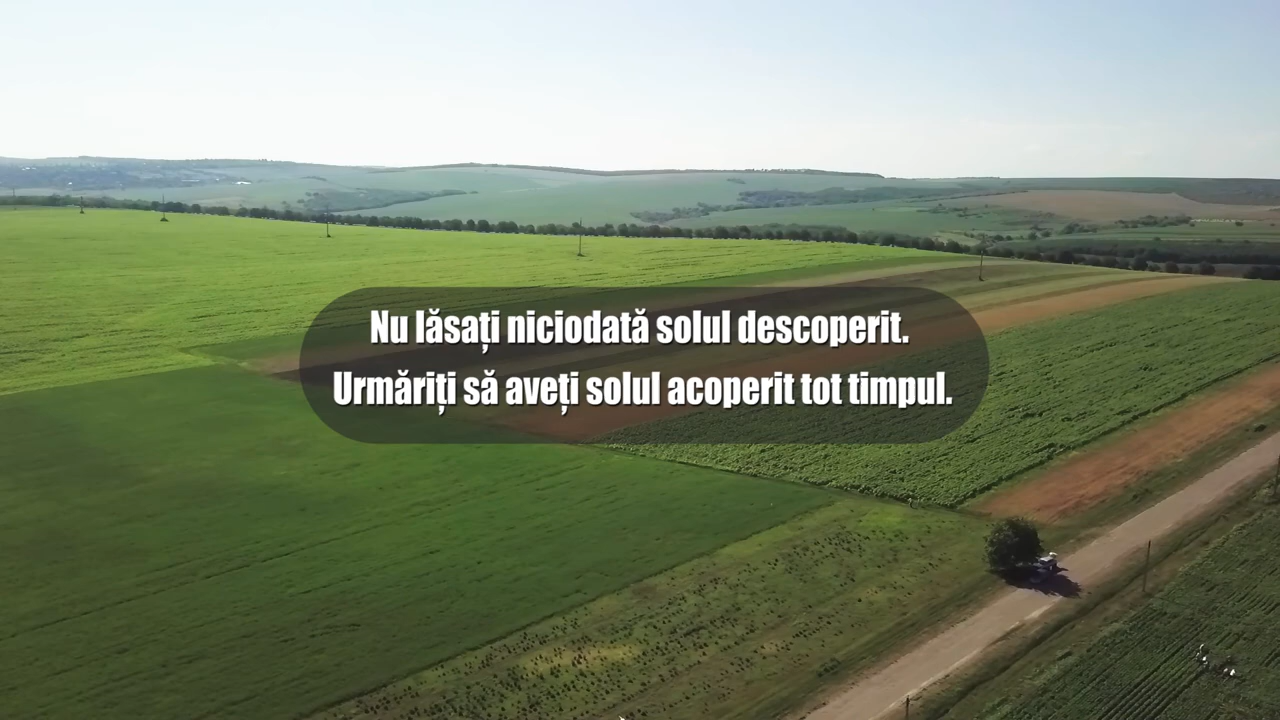 Nu lăsați niciodată solul descoperit.
Urmăriți să aveți solul acoperit tot timpul.